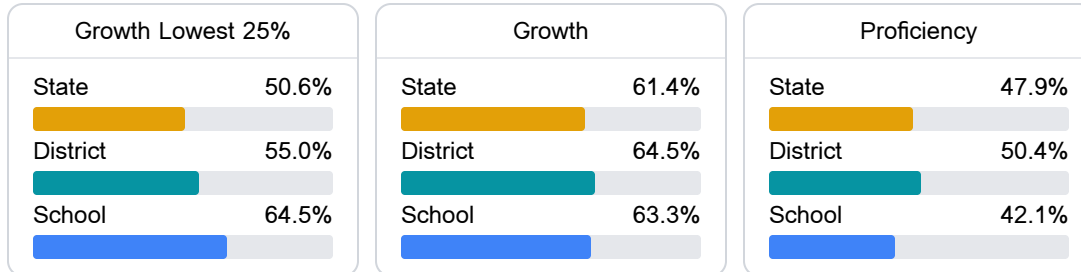 Growth Lowest 25%
State 50.6%
District 55.0%
School 64.5%
Growth
State 61.4%
District 64.5%
School 63.3%
Proficiency
State 47.9%
District 50.4%
School 42.1%